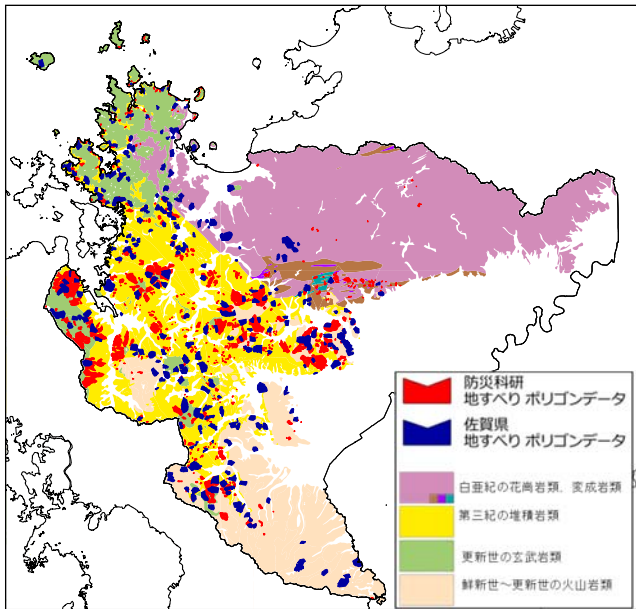 防災科研
地すべり ポリゴンデータ
佐賀県
地すべり ポリゴンデータ
白亜紀の花崗岩類、変成岩類
第三紀の堆積岩類
更新世の玄武岩類
鮮新世～更新世の火山岩類